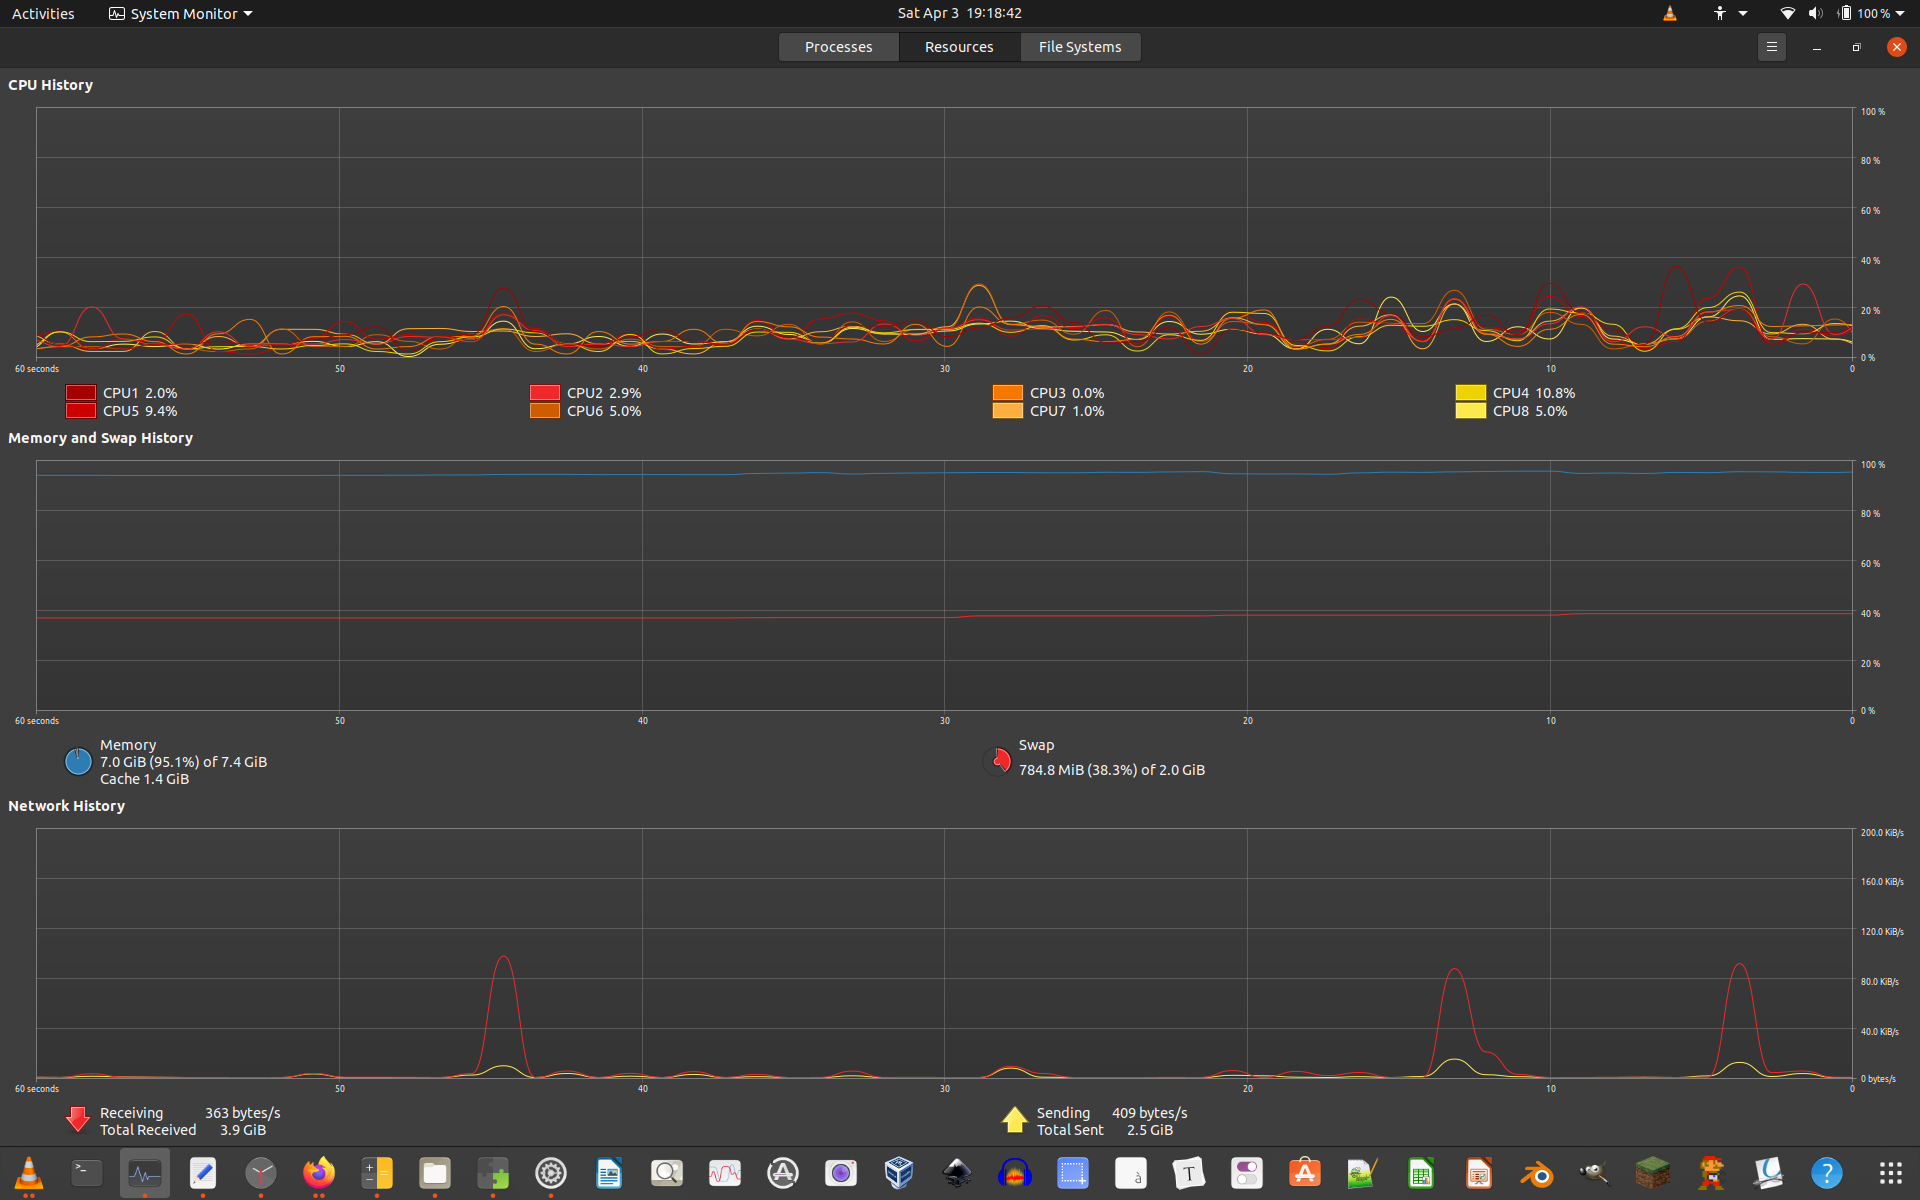 Activities System Monitor Sat Apr 3 19:18:42 100 %
Processes Resources File Systems
CPU History
100 %
80 %
60 %
40 %
20 %
0 %
60 seconds 50 40 30 20 10 0
CPU1 2.0% CPU2 2.9% CPU3 0.0% CPU4 10.8%
CPU5 9.4% CPU6 5.0% CPU7 1.0% CPU8 5.0%
Memory and Swap History
100 %
80 %
60 %
40 %
20 %
0 %
60 seconds 50 40 30 20 10 0
Memory
7.0 GiB (95.1%) of 7.4 GiB
Cache 1.4 GiB
Swap
784.8 MiB (38.3%) of 2.0 GiB
Network History
200.0 KiB/s
160.0 KiB/s
120.0 KiB/s
80.0 KiB/s
40.0 KiB/s
0 bytes/s
60 seconds 50 40 30 20 10 0
Receiving 363 bytes/s
Total Received 3.9 GiB
Sending 409 bytes/s
Total Sent 2.5 GiB